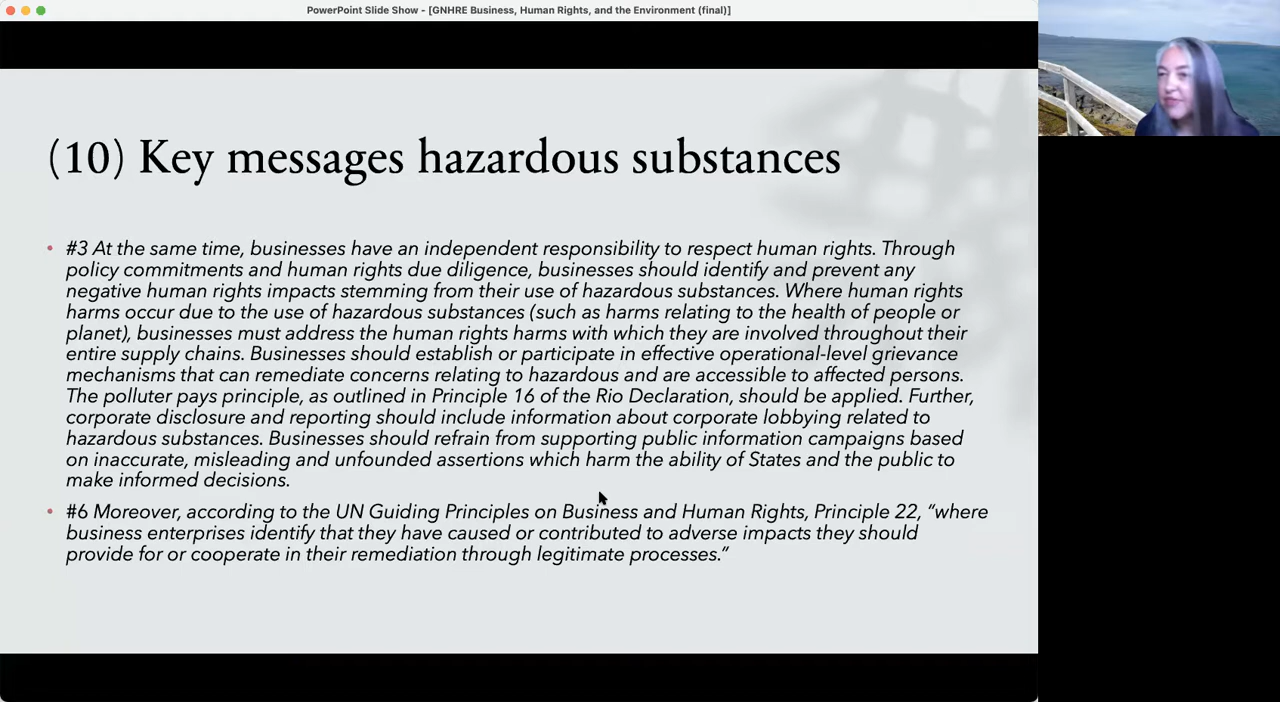 PowerPoint Slide Show - [GNHRE Business, Human Rights, and the Environment (final)]
(10) Key messages hazardous substances
• #3 At the same time, businesses have an independent responsibility to respect human rights. Through
policy commitments and human rights due diligence, businesses should identify and prevent any
negative human rights impacts stemming from their use of hazardous substances. Where human rights
harms occur due to the use of hazardous substances (such as harms relating to the health of people or
planet), businesses must address the human rights harms with which they are involved throughout their
entire supply chains. Businesses should establish or participate in effective operational-level grievance
mechanisms that can remediate concerns relating to hazardous and are accessible to affected persons.
The polluter pays principle, as outlined in Principle 16 of the Rio Declaration, should be applied. Further,
corporate disclosure and reporting should include information about corporate lobbying related to
hazardous substances. Businesses should refrain from supporting public information campaigns based
on inaccurate, misleading and unfounded assertions which harm the ability of States and the public to
make informed decisions.
• #6 Moreover, according to the UN Guiding Principles on Business and Human Rights, Principle 22, “where
business enterprises identify that they have caused or contributed to adverse impacts they should
provide for or cooperate in their remediation through legitimate processes.”